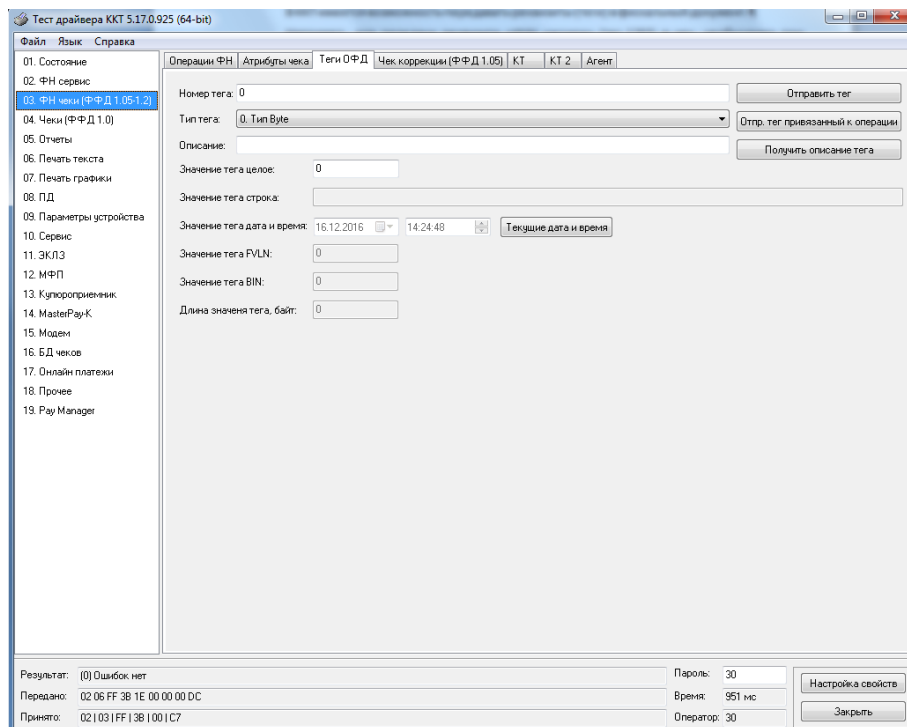 Тест драйвера ККТ 5.17.0.925 (64-bit)
Файл Язык Справка
01. Состояние
02. ФН сервис
03. ФН чеки (ФФД 1.05-1.2)
04. Чеки (ФФД 1.0)
05. Отчеты
06. Печать текста
07. Печать графики
08. ПД
09. Параметры устройства
10. Сервис
11. ЭКЛЗ
12. МФП
13. Купюроприемник
14. MasterPay-K
15. Модем
16. БД чеков
17. Онлайн платежи
18. Прочее
19. Pay Manager
Операции ФН Атрибуты чека Теги ОФД Чек коррекции (ФФД 1.05) КТ КТ 2 Агент
Номер тега: 0 Отправить тег
Тип тега: 0. Тип Byte Отпр. тег привязанный к операции
Описание: Получить описание тега
Значение тега целое: 0
Значение тега строка:
Значение тега дата и время: 16.12.2016 14:24:48 Текущие дата и время
Значение тега FVLN: 0
Значение тега BIN: 0
Длина значеня тега, байт: 0
Результат: (0) Ошибок нет Пароль: 30 Настройка свойств
Передано: 02 06 FF 3B 1E 00 00 00 DC Время: 951 мс
Принято: 02 | 03 | FF | 3B | 00 | C7 Оператор: 30 Закрыть